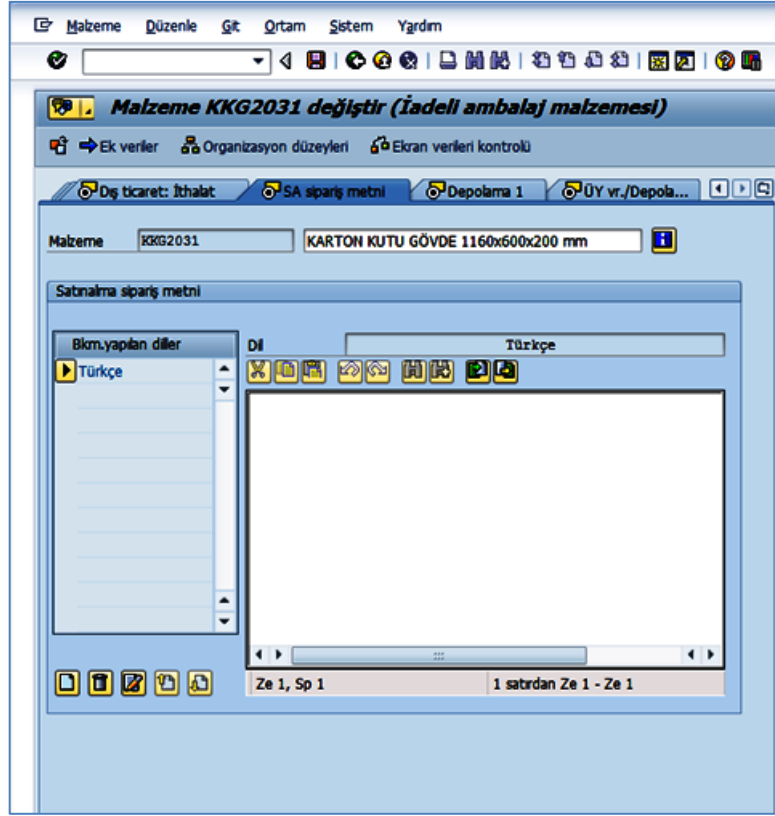 Malzeme Düzenle Git Ortam Sistem Yardım
Malzeme KKG2031 değiştir (İadeli ambalaj malzemesi)
Ek veriler Organizasyon düzeyleri Ekran verileri kontrolü
Dış ticaret: İthalat SA sipariş metni Depolama 1 ÜY vr./Depola...
Malzeme KKG2031 KARTON KUTU GÖVDE 1160x600x200 mm
Satınalma sipariş metni
Bkm.yapılan diller Dil Türkçe
Türkçe
Ze 1, Sp 1 1 satırdan Ze 1 - Ze 1